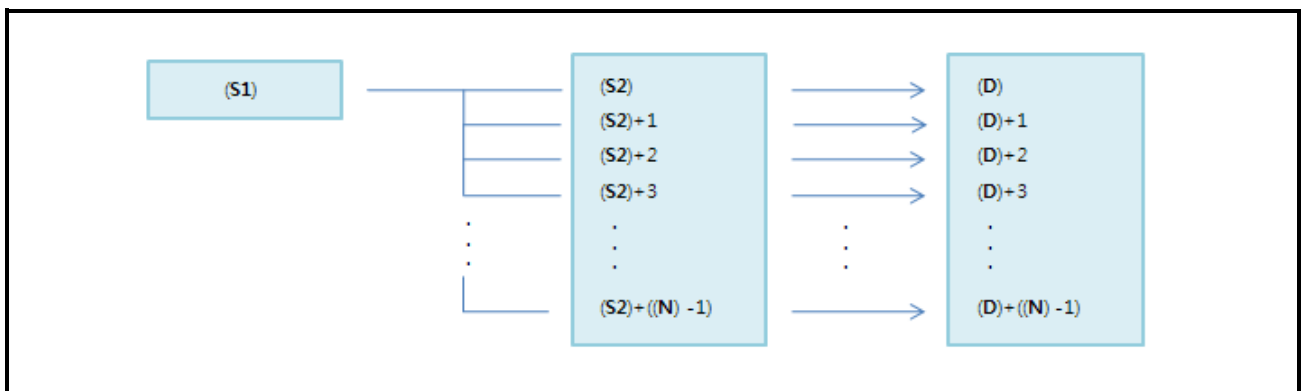 (S1)
(S2)
(S2)+1
(S2)+2
(S2)+3
(S2)+((N) -1)
(D)
(D)+1
(D)+2
(D)+3
(D)+((N) -1)